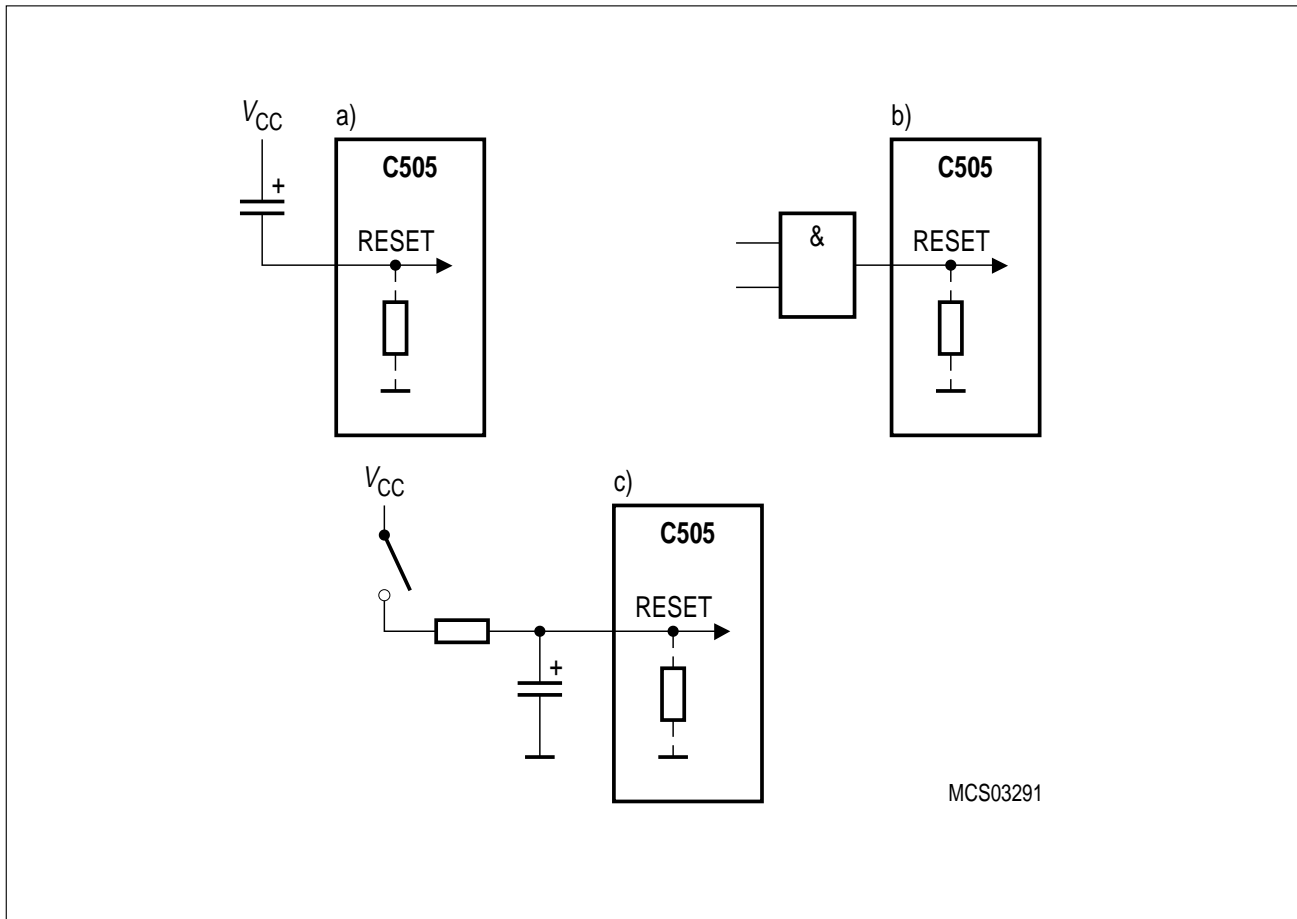 VCC
a)
C505
+
RESET
b)
C505
&
RESET
VCC
c)
C505
RESET
+
MCS03291